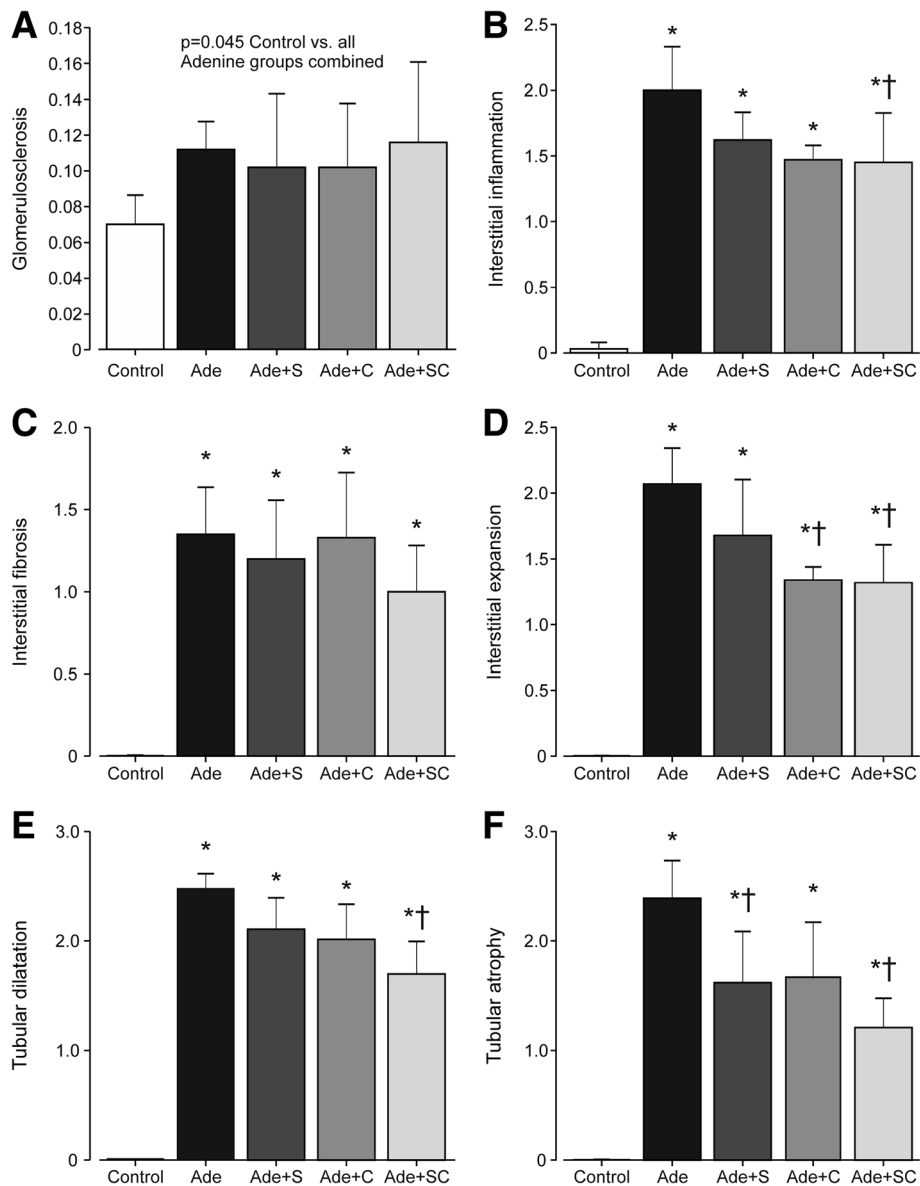 A
B
p=0.045 Control vs. all
Adenine groups combined
Glomerulosclerosis
0.18
0.16
0.14
0.12
0.10
0.08
0.06
0.04
0.02
0
Control Ade Ade+S Ade+C Ade+SC
Interstitial inflammation
2.5
2.0
1.5
1.0
0.5
0
* * * *†
Control Ade Ade+S Ade+C Ade+SC
C
Interstitial fibrosis
2.0
1.5
1.0
0.5
0
* * * *
Control Ade Ade+S Ade+C Ade+SC
D
Interstitial expansion
2.5
2.0
1.5
1.0
0.5
0
* * *† *†
Control Ade Ade+S Ade+C Ade+SC
E
Tubular dilatation
3.0
2.0
1.0
0
* * * *†
Control Ade Ade+S Ade+C Ade+SC
F
Tubular atrophy
3.0
2.0
1.0
0
* *† * *†
Control Ade Ade+S Ade+C Ade+SC